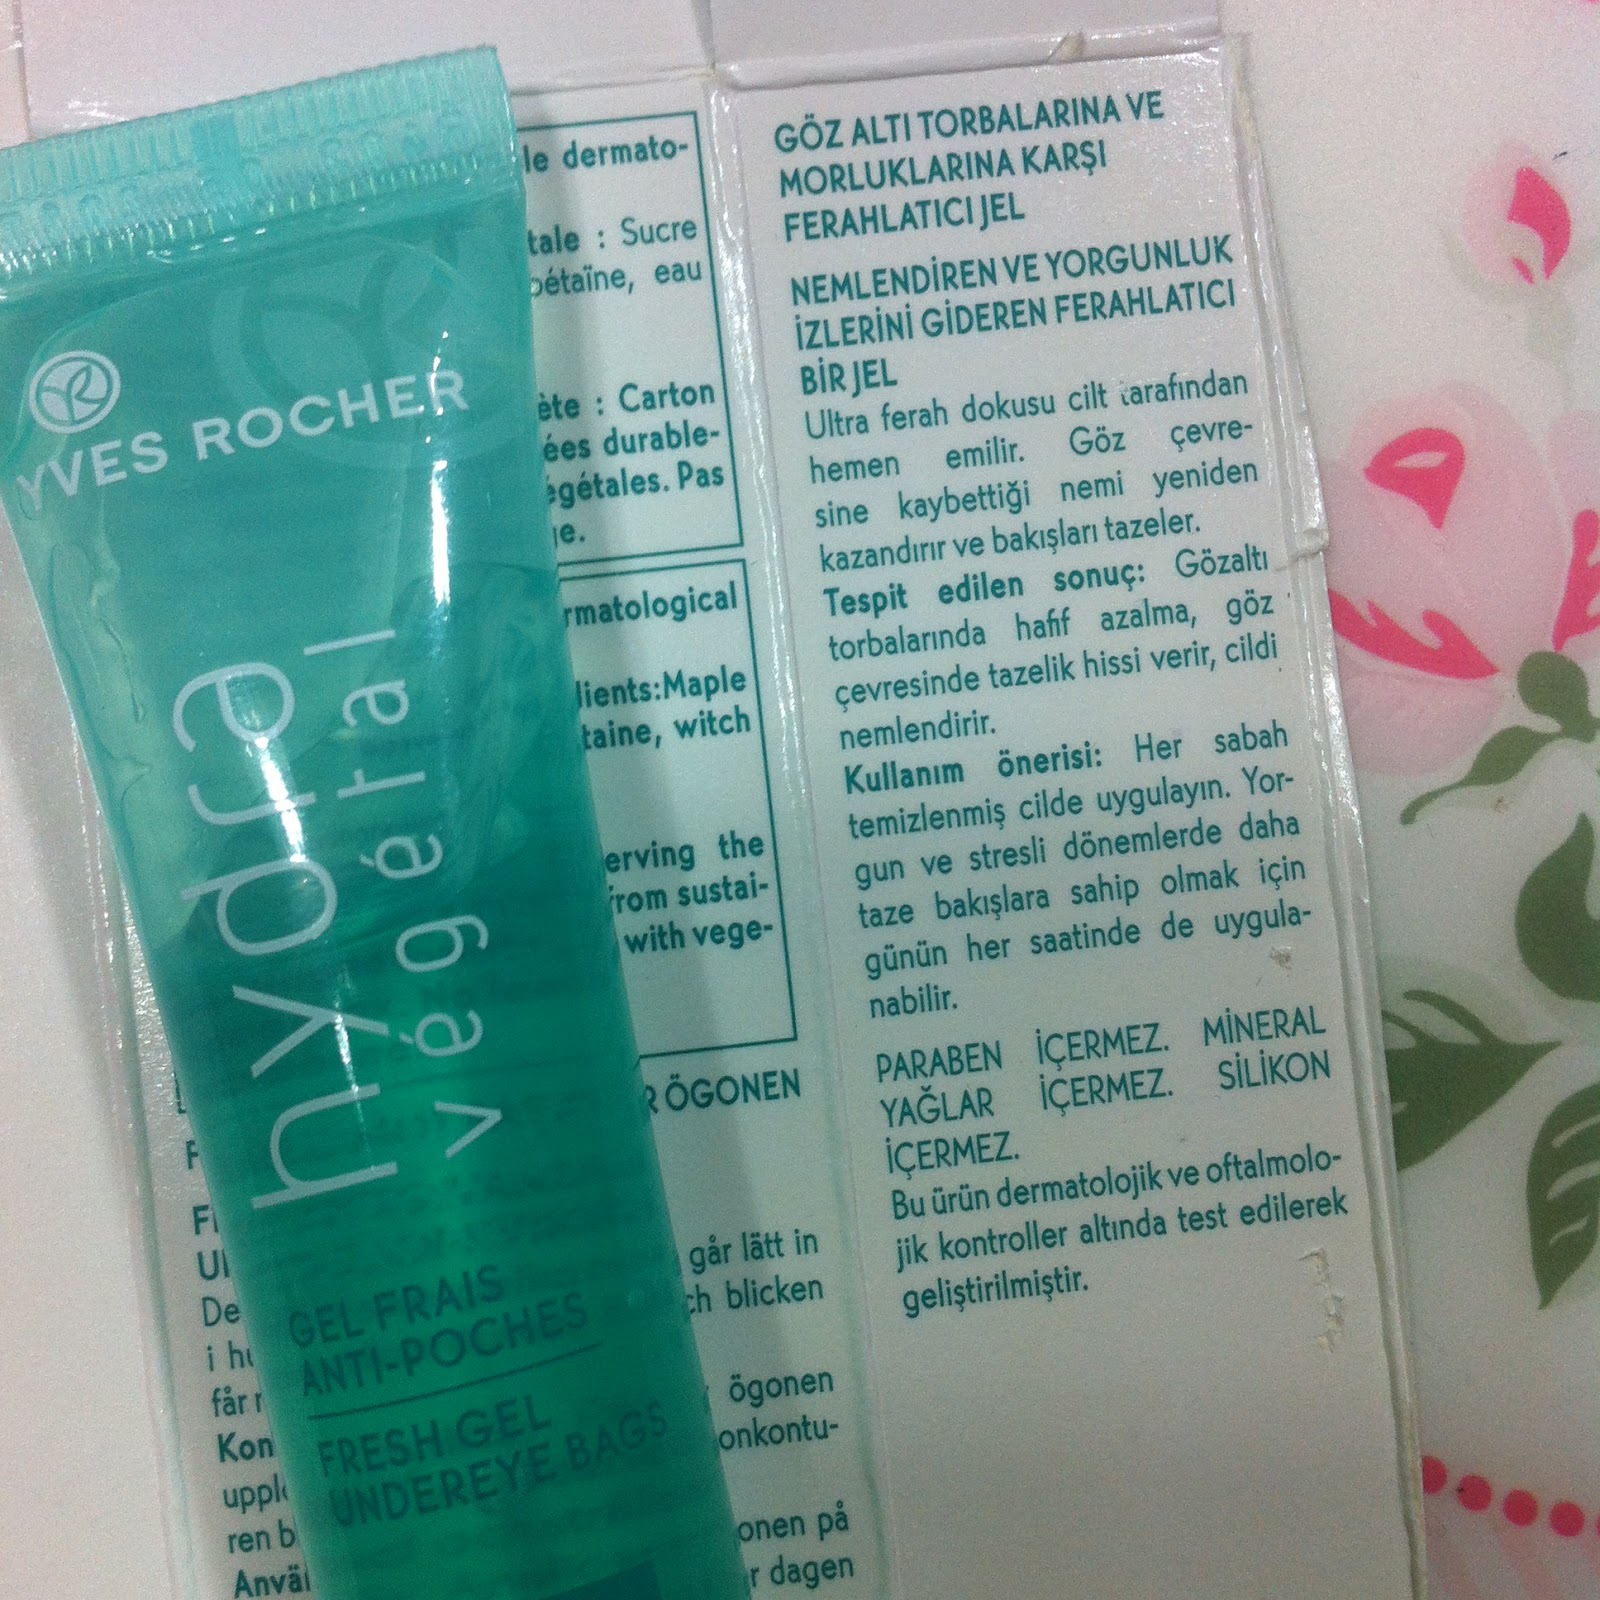 YVES ROCHER
hydra
végétal
GEL FRAIS
ANTI-POCHES
FRESH GEL
UNDEREYE BAGS
le dermato-
tale : Sucre
bétaïne, eau
ète : Carton
ées durable-
égétales. Pas
ermatological
dients:Maple
taine, witch
erving the
from sustai-
with vege-
R ÖGONEN
går lätt in
De ch blicken
i
får
ögonen
Kon onkontu-
uppl
ren b onen på
Använ r dagen
GÖZ ALTI TORBALARINA VE
MORLUKLARINA KARŞI
FERAHLATICI JEL
NEMLENDİREN VE YORGUNLUK
İZLERİNİ GİDEREN FERAHLATICI
BİR JEL
Ultra ferah dokusu cilt tarafından
hemen emilir. Göz çevre-
sine kaybettiği nemi yeniden
kazandırır ve bakışları tazeler.
Tespit edilen sonuç: Gözaltı
torbalarında hafif azalma, göz
çevresinde tazelik hissi verir, cildi
nemlendirir.
Kullanım önerisi: Her sabah
temizlenmiş cilde uygulayın. Yor-
gun ve stresli dönemlerde daha
taze bakışlara sahip olmak için
günün her saatinde de uygula-
nabilir.
PARABEN İÇERMEZ. MİNERAL
YAĞLAR İÇERMEZ. SİLİKON
İÇERMEZ.
Bu ürün dermatolojik ve oftalmolo-
jik kontroller altında test edilerek
geliştirilmiştir.